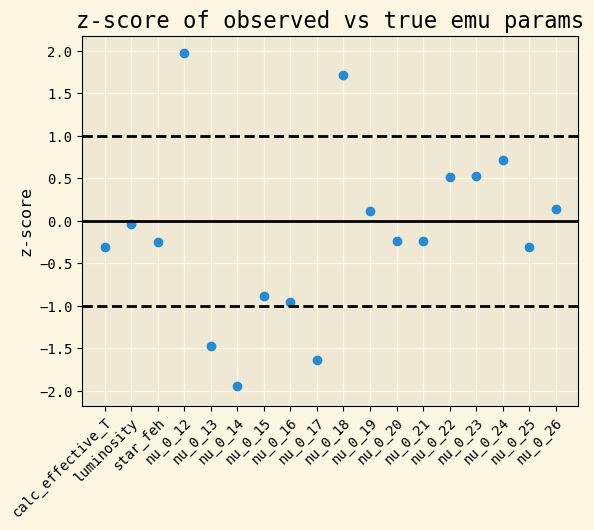 z-score of observed vs true emu params
z-score
2.0
1.5
1.0
0.5
0.0
−0.5
−1.0
−1.5
−2.0
calc_effective_T
luminosity
star_feh
nu_0_12
nu_0_13
nu_0_14
nu_0_15
nu_0_16
nu_0_17
nu_0_18
nu_0_19
nu_0_20
nu_0_21
nu_0_22
nu_0_23
nu_0_24
nu_0_25
nu_0_26